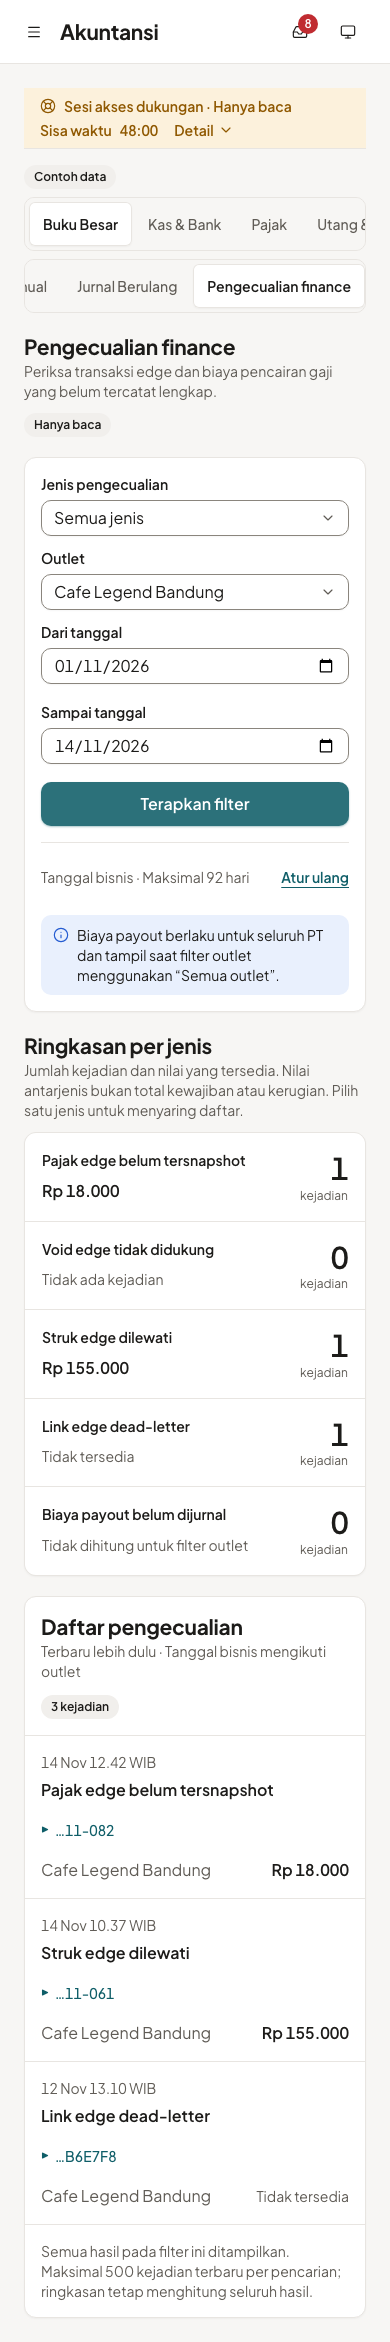 Akuntansi
8
Sesi akses dukungan · Hanya baca
Sisa waktu 48:00 Detail
Contoh data
Buku Besar Kas & Bank Pajak Utang &
Jurnal Berulang Pengecualian finance
Pengecualian finance
Periksa transaksi edge dan biaya pencairan gaji
yang belum tercatat lengkap.
Hanya baca
Jenis pengecualian
Semua jenis
Outlet
Cafe Legend Bandung
Dari tanggal
01/11/2026
Sampai tanggal
14/11/2026
Terapkan filter
Tanggal bisnis · Maksimal 92 hari Atur ulang
Biaya payout berlaku untuk seluruh PT
dan tampil saat filter outlet
menggunakan “Semua outlet”.
Ringkasan per jenis
Jumlah kejadian dan nilai yang tersedia. Nilai
antarjenis bukan total kewajiban atau kerugian. Pilih
satu jenis untuk menyaring daftar.
Pajak edge belum tersnapshot
Rp 18.000
1
kejadian
Void edge tidak didukung
Tidak ada kejadian
0
kejadian
Struk edge dilewati
Rp 155.000
1
kejadian
Link edge dead-letter
Tidak tersedia
1
kejadian
Biaya payout belum dijurnal
Tidak dihitung untuk filter outlet
0
kejadian
Daftar pengecualian
Terbaru lebih dulu · Tanggal bisnis mengikuti
outlet
3 kejadian
14 Nov 12.42 WIB
Pajak edge belum tersnapshot
…11-082
Cafe Legend Bandung Rp 18.000
14 Nov 10.37 WIB
Struk edge dilewati
…11-061
Cafe Legend Bandung Rp 155.000
12 Nov 13.10 WIB
Link edge dead-letter
…B6E7F8
Cafe Legend Bandung Tidak tersedia
Semua hasil pada filter ini ditampilkan.
Maksimal 500 kejadian terbaru per pencarian;
ringkasan tetap menghitung seluruh hasil.